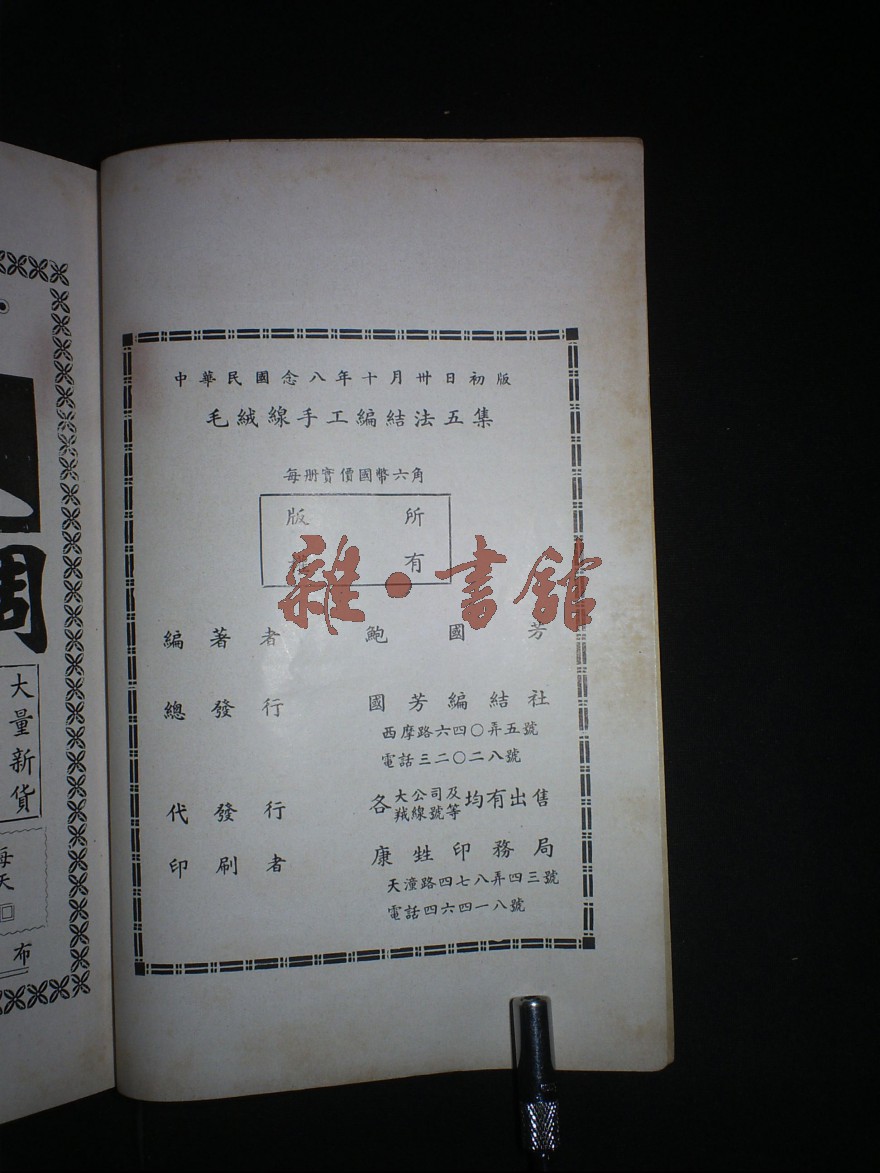 中華民國念八年十月卅日初版
毛絨線手工編結法五集
每册實價國幣六角
版 所
權 有
雜·書館
編著者 鮑國芳
總發行 國芳編結社
西摩路六四〇弄五號
電話三二〇二八號
代發行 各大公司及羢線號等均有出售
印刷者 康甡印務局
天潼路四七八弄四三號
電話四六四一八號
大量新貨
每天
布